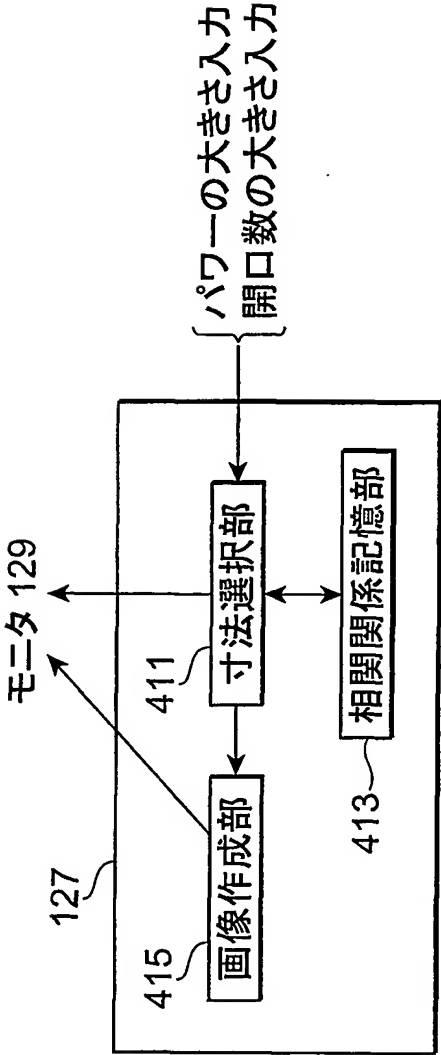 モニタ 129
127
415
画像作成部
411
寸法選択部
413
相関関係記憶部
パワーの大きさ入力
開口数の大きさ入力